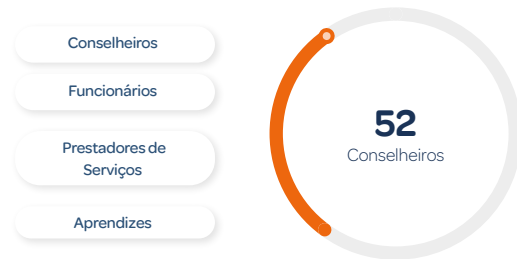 Conselheiros
Funcionários
Prestadores de
Serviços
Aprendizes
52
Conselheiros